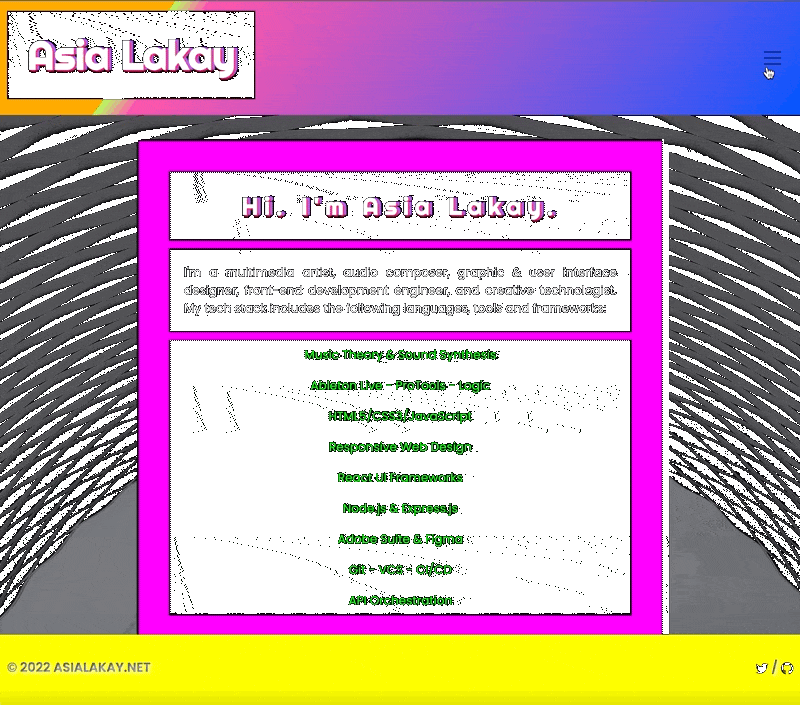 Asia Lakay
Hi. I'm Asia Lakay.
I'm a multimedia artist, audio composer, graphic & user interface
designer, front-end development engineer, and creative technologist.
My tech stack includes the following languages, tools and frameworks:
Music Theory & Sound Synthesis
Ableton Live - ProTools - Logic
HTML5/CSS3/JavaScript
Responsive Web Design
React UI Frameworks
Node.js & Express.js
Adobe Suite & Figma
Git - VCS - CI/CD
API Orchestration
© 2022 ASIALAKAY.NET
/